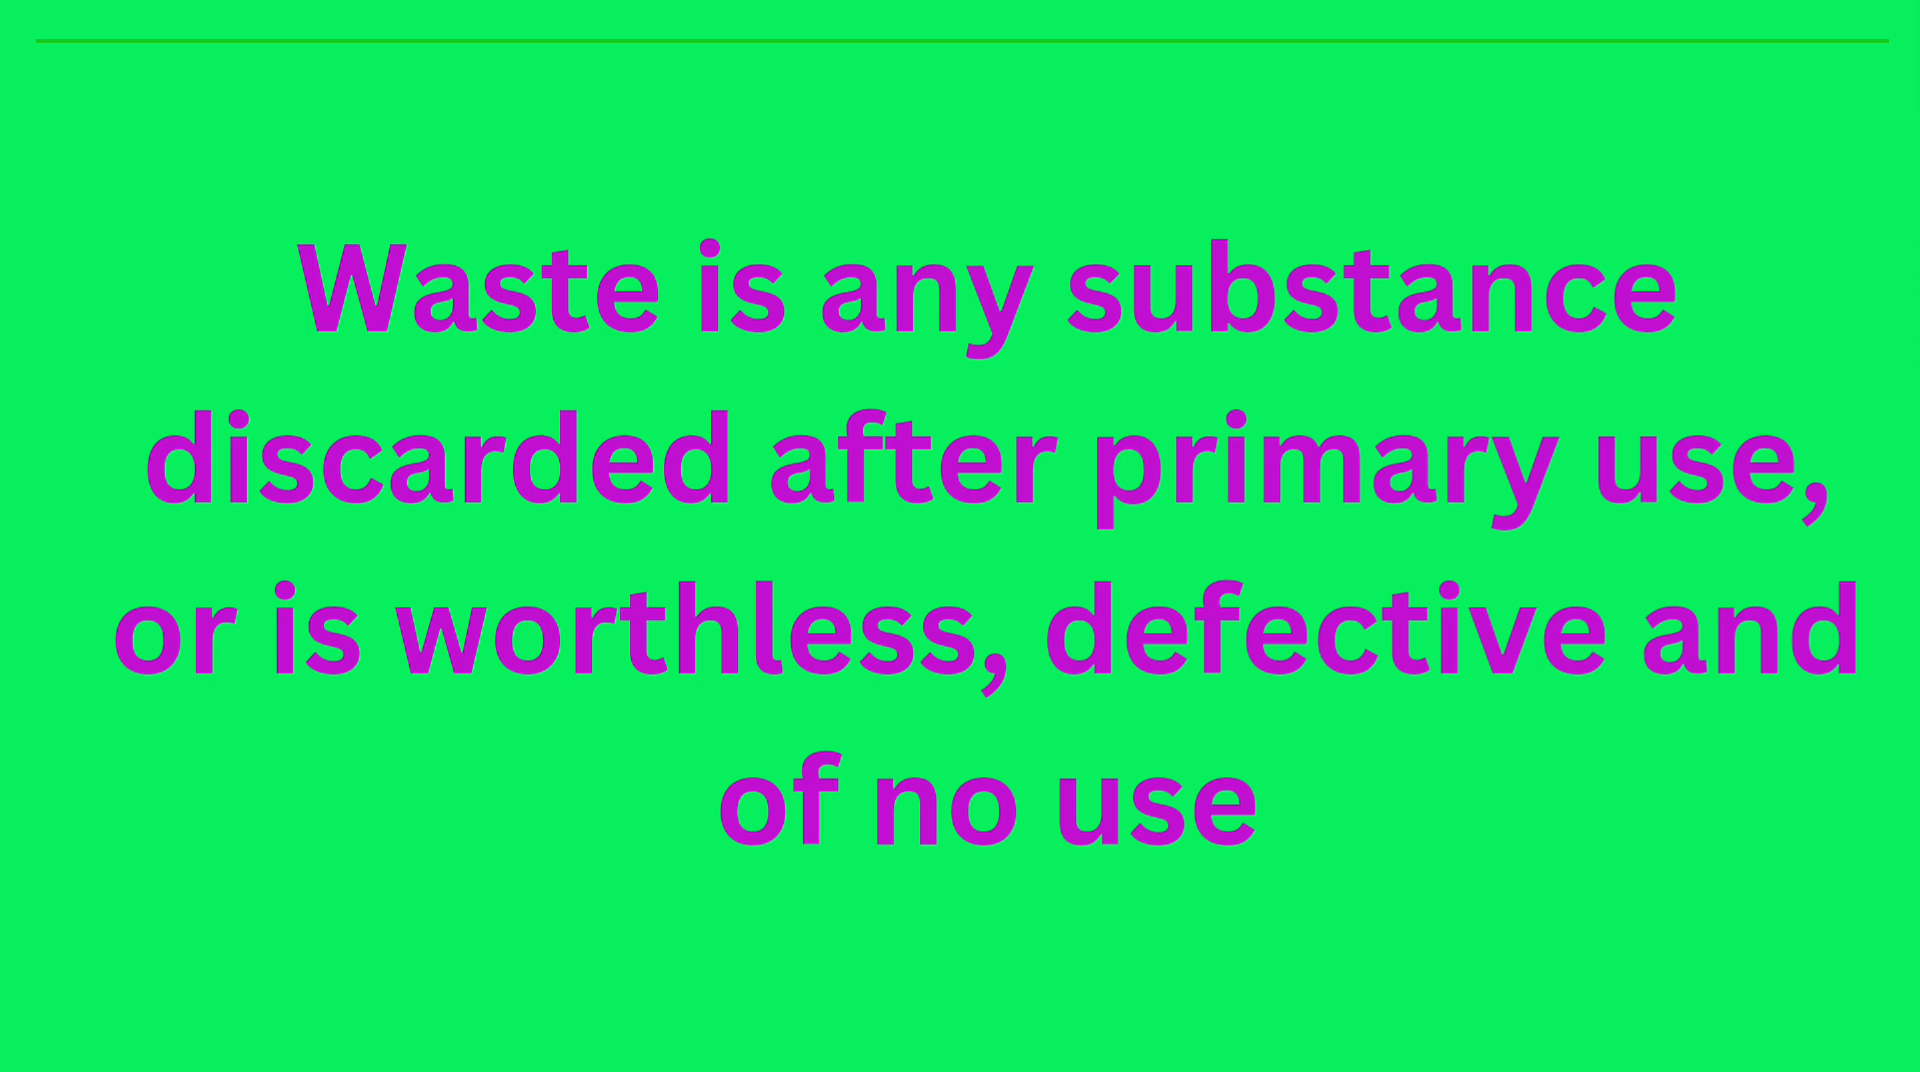 Waste is any substance
discarded after primary use,
or is worthless, defective and
of no use